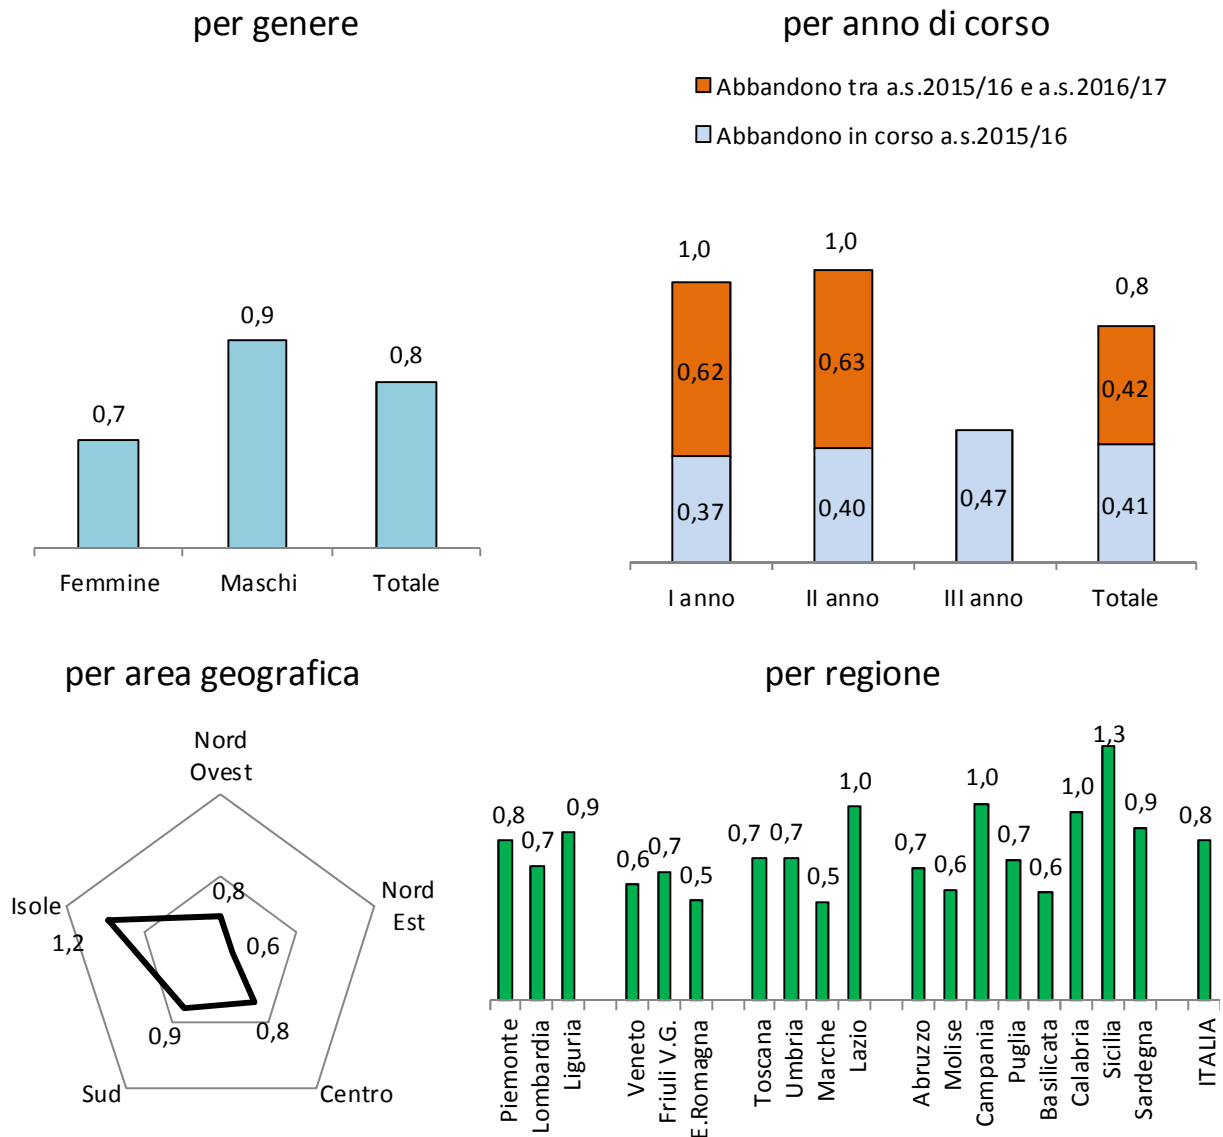 per genere
0,7
0,9
0,8
Femmine
Maschi
Totale
per anno di corso
Abbandono tra a.s.2015/16 e a.s.2016/17
Abbandono in corso a.s.2015/16
1,0
1,0
0,8
0,62
0,63
0,42
0,37
0,40
0,47
0,41
I anno
II anno
III anno
Totale
per area geografica
Nord
Ovest
Nord
Est
Centro
Sud
Isole
0,8
0,6
0,8
0,9
1,2
per regione
0,8
0,7
0,9
0,6
0,7
0,5
0,7
0,7
0,5
1,0
0,7
0,6
1,0
0,7
0,6
1,0
1,3
0,9
0,8
Piemonte
Lombardia
Liguria
Veneto
Friuli V.G.
E.Romagna
Toscana
Umbria
Marche
Lazio
Abruzzo
Molise
Campania
Puglia
Basilicata
Calabria
Sicilia
Sardegna
ITALIA